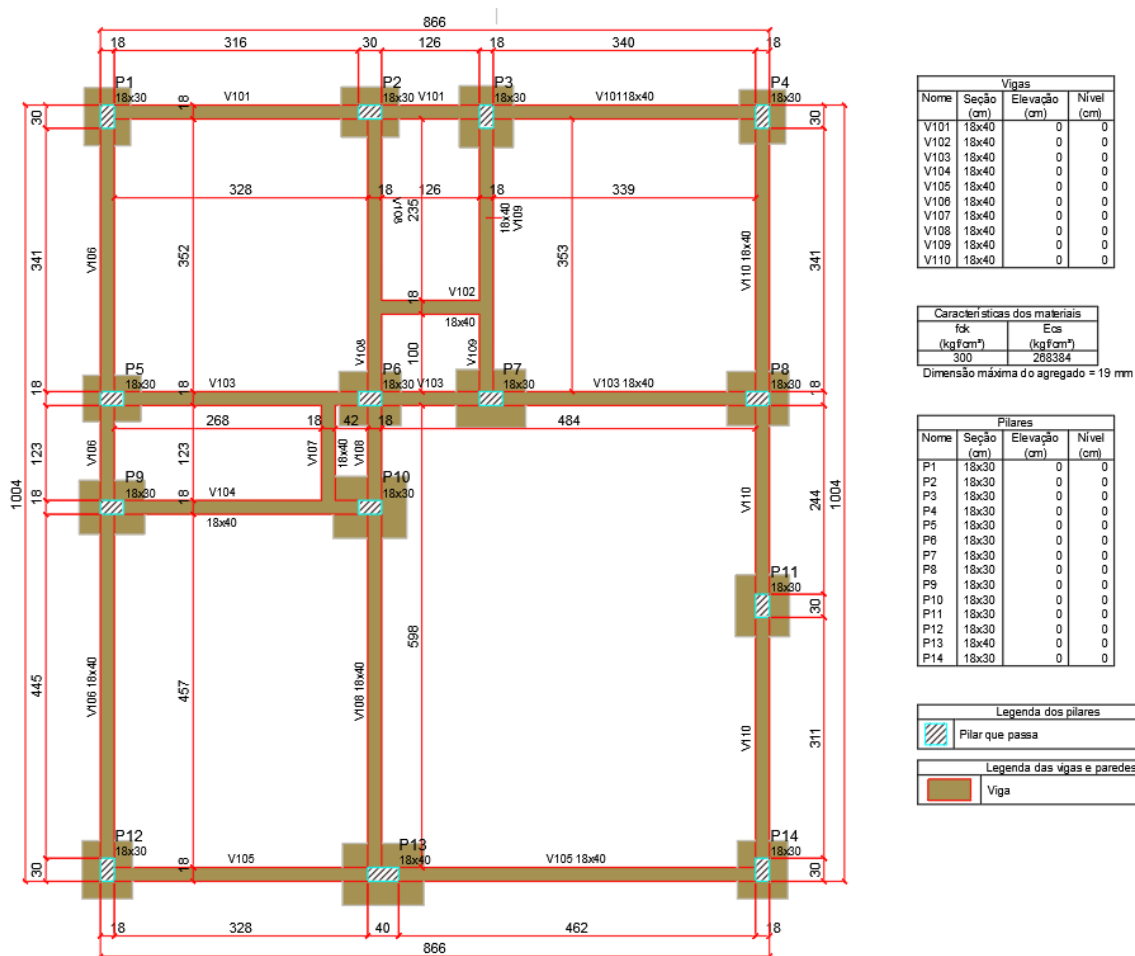 866
18 316 30 126 18 340 18
P1 P2 P3 P4
18x30 V101 18x30 V101 18x30 V10118x40 18x30
30 18 30
328 18 126 18 339
V106 341 352 V108 235 18x40 V109 353 V110 18x40 341
V102
18 18x40
V108 100 V109
P5 P6 P7 P8
18x30 V103 18x30 V103 18x30 V103 18x40 18x30
18 18 8
268 18 42 18 484
123 V106 123 V107 18x40 V108
P9 P10
18x30 V104 18x30
18 18 18x40
1004 V110 244 1004
P11
18x30
30
445 V106 18x40 457 V108 18x40 598 V110 311
P12 P13 P14
18x30 V105 18x40 V105 18x40 18x30
30 18 30
18 328 40 462 18
866
Vigas
Nome Seção (cm) Elevação (cm) Nível (cm)
V101 18x40 0 0
V102 18x40 0 0
V103 18x40 0 0
V104 18x40 0 0
V105 18x40 0 0
V106 18x40 0 0
V107 18x40 0 0
V108 18x40 0 0
V109 18x40 0 0
V110 18x40 0 0
Características dos materiais
fck (kgf/cm²) Ecs (kgf/cm²)
300 268384
Dimensão máxima do agregado = 19 mm
Pilares
Nome Seção (cm) Elevação (cm) Nível (cm)
P1 18x30 0 0
P2 18x30 0 0
P3 18x30 0 0
P4 18x30 0 0
P5 18x30 0 0
P6 18x30 0 0
P7 18x30 0 0
P8 18x30 0 0
P9 18x30 0 0
P10 18x30 0 0
P11 18x30 0 0
P12 18x30 0 0
P13 18x40 0 0
P14 18x30 0 0
Legenda dos pilares
Pilar que passa
Legenda das vigas e paredes
Viga